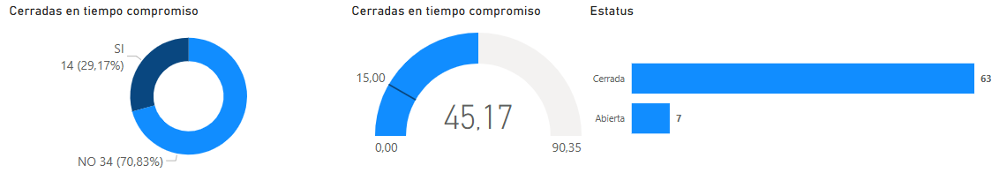 Cerradas en tiempo compromiso
SI
14 (29,17%)
NO 34 (70,83%)
Cerradas en tiempo compromiso
15,00
45,17
0,00
90,35
Estatus
Cerrada
63
Abierta
7